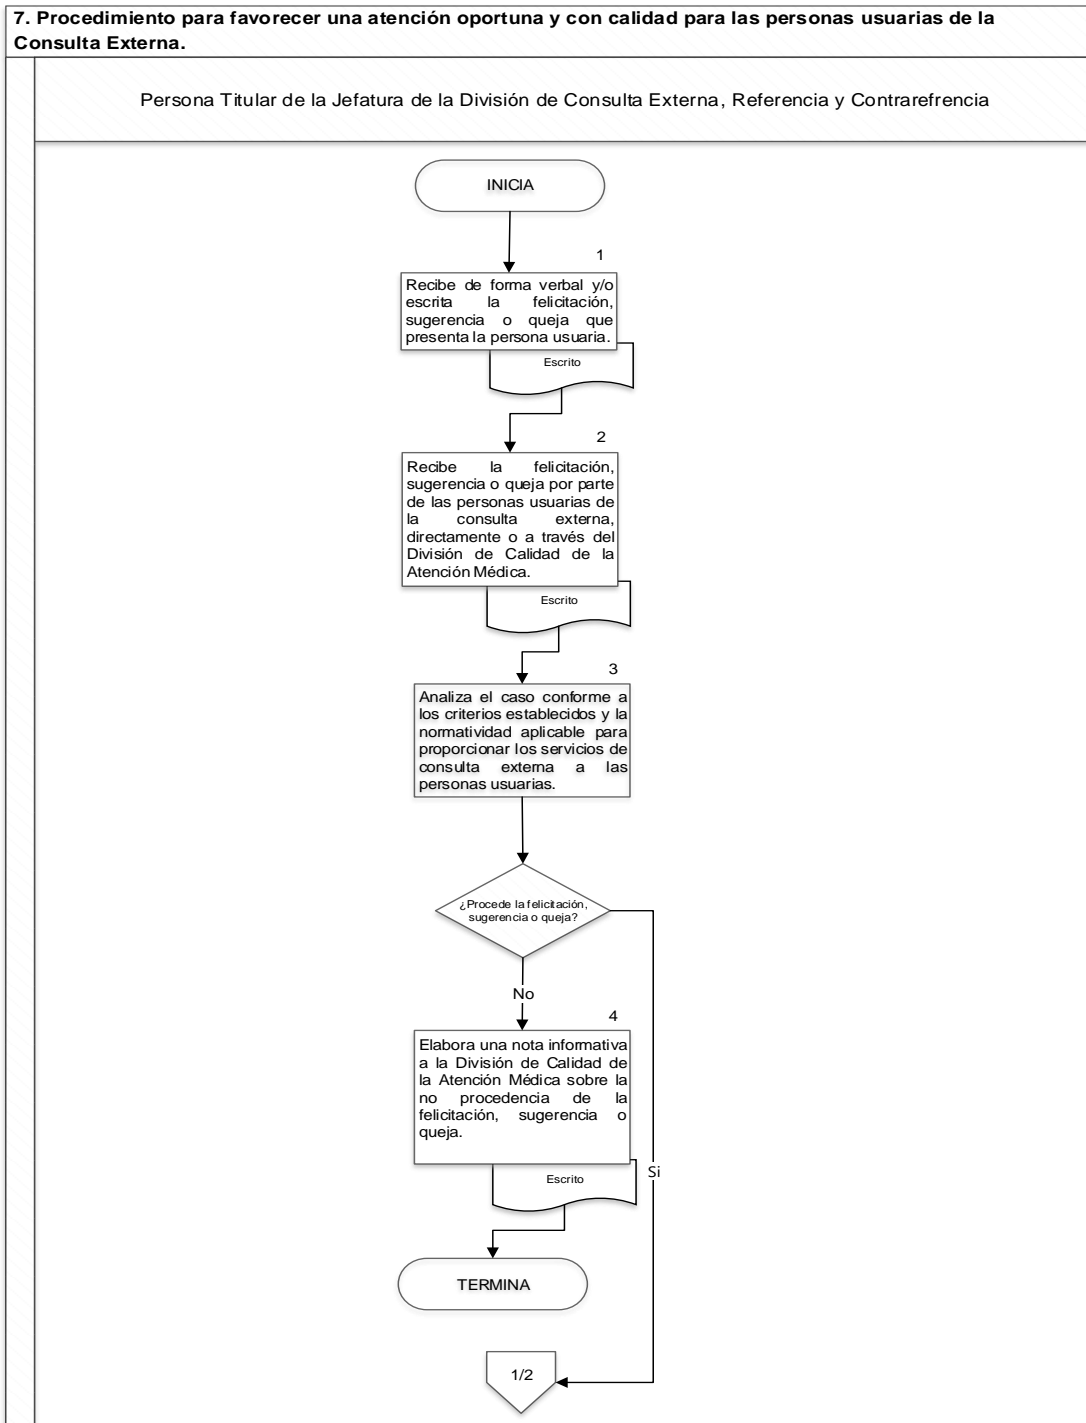 7. Procedimiento para favorecer una atención oportuna y con calidad para las personas usuarias de la
Consulta Externa.
Persona Titular de la Jefatura de la División de Consulta Externa, Referencia y Contrarefrencia
INICIA
1
Recibe de forma verbal y/o
escrita la felicitación,
sugerencia o queja que
presenta la persona usuaria.
Escrito
2
Recibe la felicitación,
sugerencia o queja por parte
de las personas usuarias de
la consulta externa,
directamente o a través del
División de Calidad de la
Atención Médica.
Escrito
3
Analiza el caso conforme a
los criterios establecidos y la
normatividad aplicable para
proporcionar los servicios de
consulta externa a las
personas usuarias.
¿Procede la felicitación,
sugerencia o queja?
No
4
Elabora una nota informativa
a la División de Calidad de
la Atención Médica sobre la
no procedencia de la
felicitación, sugerencia o
queja.
Si
Escrito
TERMINA
1/2